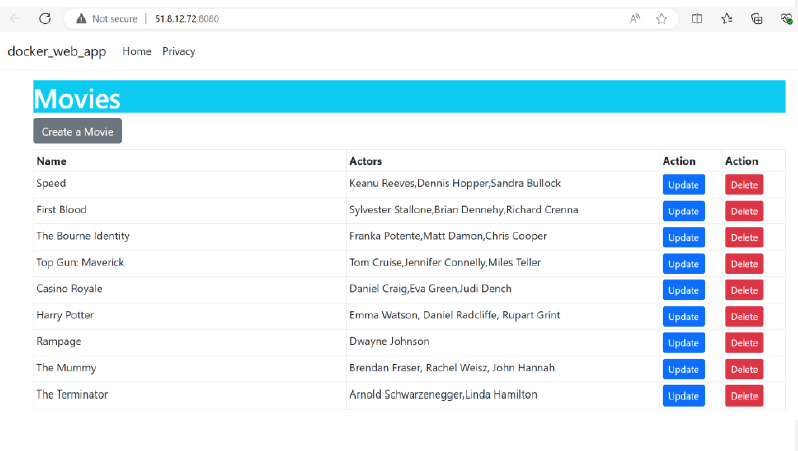 Not secure | 51.8.12.72:8080
docker_web_app Home Privacy
Movies
Create a Movie
Name Actors Action Action
Speed Keanu Reeves,Dennis Hopper,Sandra Bullock Update Delete
First Blood Sylvester Stallone,Brian Dennehy,Richard Crenna Update Delete
The Bourne Identity Franka Potente,Matt Damon,Chris Cooper Update Delete
Top Gun: Maverick Tom Cruise,Jennifer Connelly,Miles Teller Update Delete
Casino Royale Daniel Craig,Eva Green,Judi Dench Update Delete
Harry Potter Emma Watson, Daniel Radcliffe, Rupart Grint Update Delete
Rampage Dwayne Johnson Update Delete
The Mummy Brendan Fraser, Rachel Weisz, John Hannah Update Delete
The Terminator Arnold Schwarzenegger,Linda Hamilton Update Delete